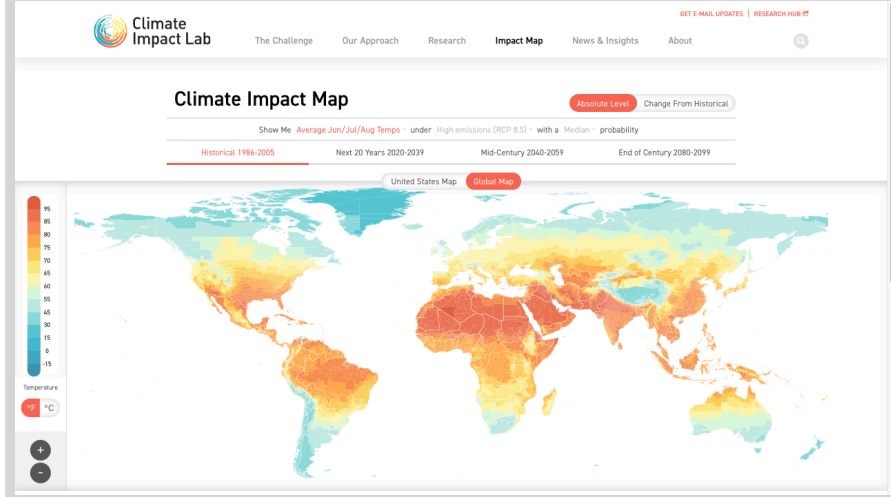 GET E-MAIL UPDATES | RESEARCH HUB
Climate
Impact Lab
The Challenge Our Approach Research Impact Map News & Insights About
Climate Impact Map
Absolute Level Change From Historical
Show Me Average Jun/Jul/Aug Temps under High emissions (RCP 8.5) with a Median probability
Historical 1986-2005 Next 20 Years 2020-2039 Mid-Century 2040-2059 End of Century 2080-2099
United States Map Global Map
95
85
80
75
70
65
60
55
45
30
15
0
-15
Temperature
°F °C
+
-